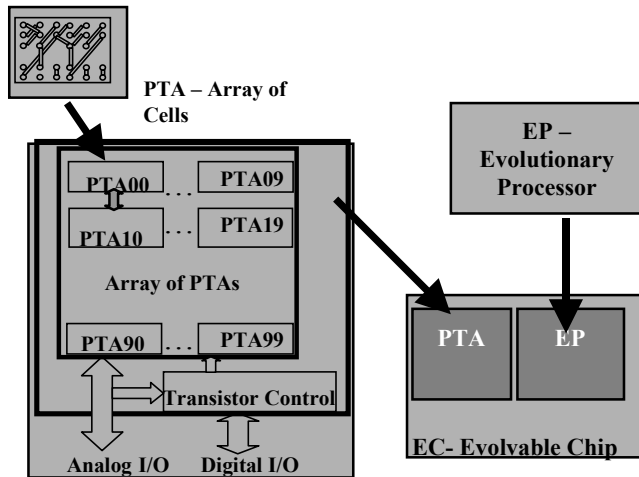 PTA – Array of
Cells
EP –
Evolutionary
Processor
PTA00 ... PTA09
PTA10 ... PTA19
Array of PTAs
PTA90 ... PTA99
Transistor Control
Analog I/O Digital I/O
PTA EP
EC- Evolvable Chip